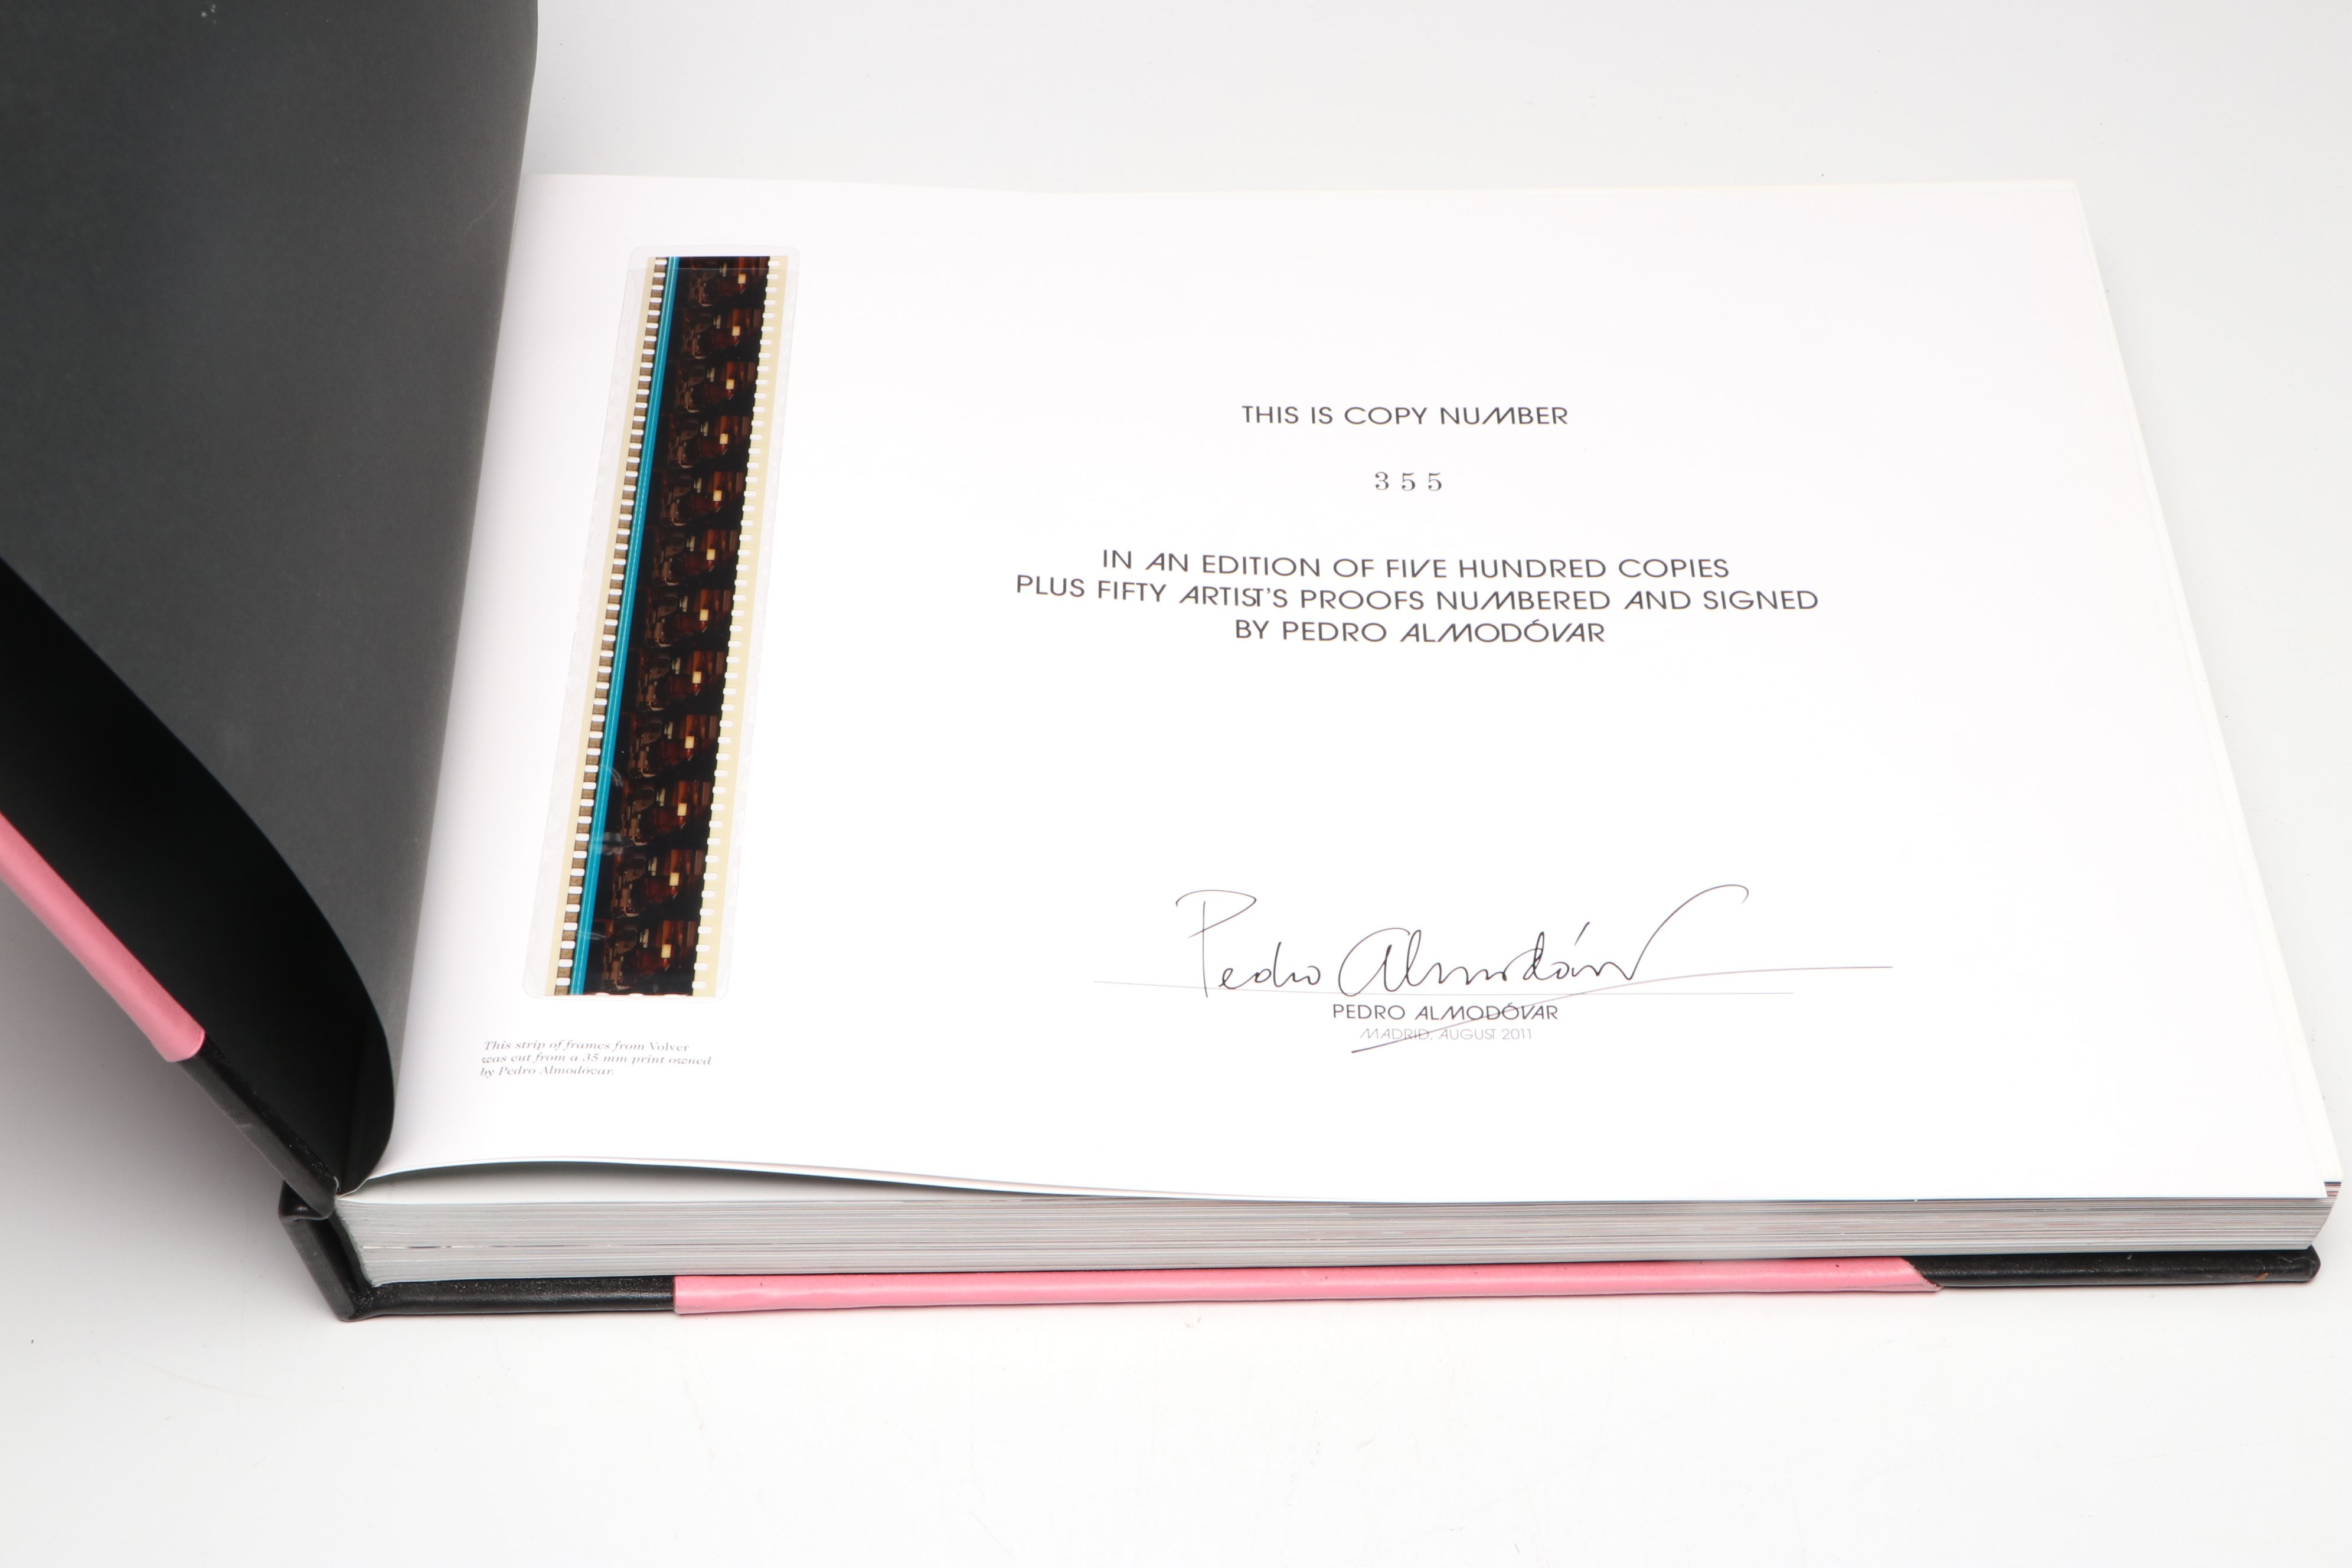 THIS IS COPY NUMBER
355
IN AN EDITION OF FIVE HUNDRED COPIES
PLUS FIFTY ARTIST'S PROOFS NUMBERED AND SIGNED
BY PEDRO ALMODÓVAR
Pedro Almodóvar
PEDRO ALMODÓVAR
MADRID, AUGUST 2011
This strip of frames from Volver
was cut from a 35 mm print owned
by Pedro Almodóvar.